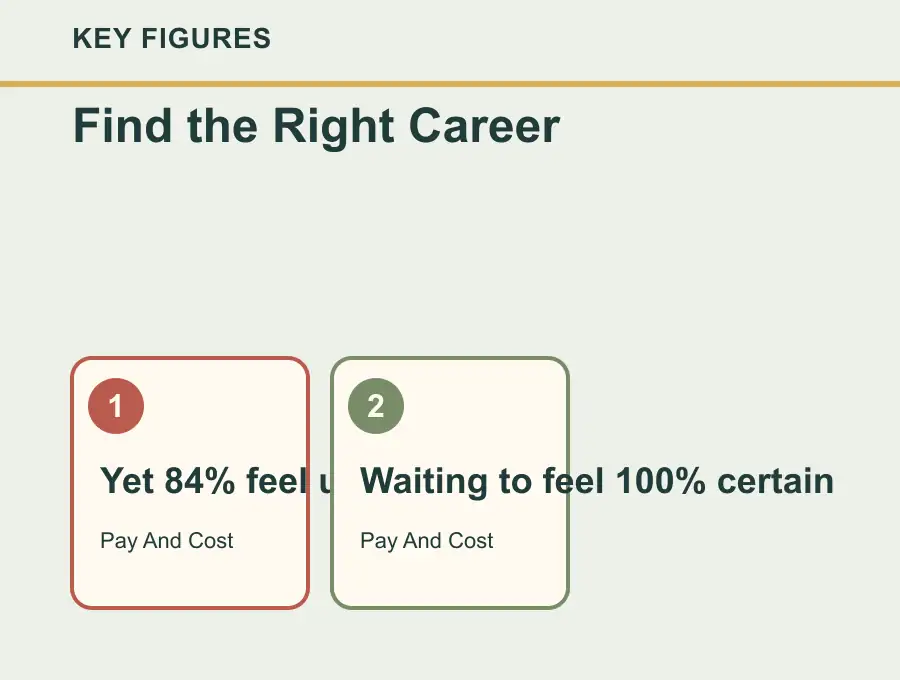 KEY FIGURES
Find the Right Career
1
Yet 84% feel
Pay And Cost
2
Waiting to feel 100% certain
Pay And Cost